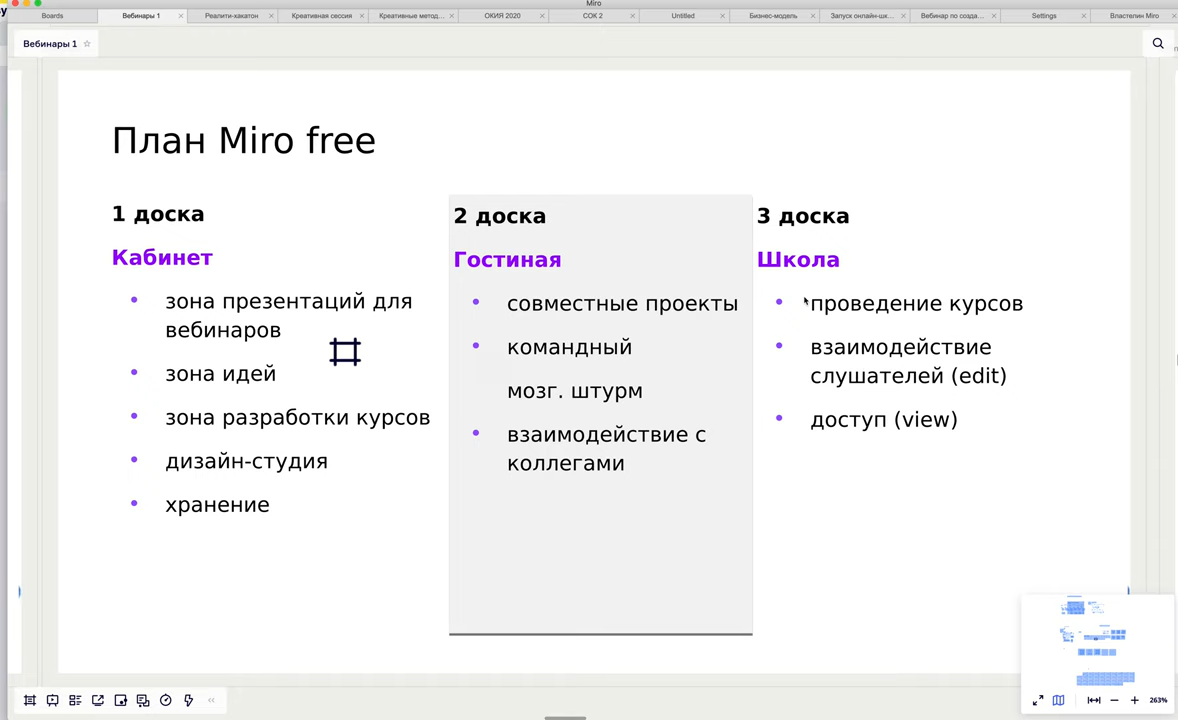 Miro
Boards
Вебинары 1
Реалити-хакатон
Креативная сессия
Креативные метод...
ОКИЯ 2020
СОК 2
Untitled
Бизнес-модель
Запуск онлайн-шк...
Вебинар по созда...
Settings
Властелин Miro
Вебинары 1
План Miro free
1 доска
Кабинет
зона презентаций для
вебинаров
зона идей
зона разработки курсов
дизайн-студия
хранение
2 доска
Гостиная
совместные проекты
командный
мозг. штурм
взаимодействие с
коллегами
3 доска
Школа
проведение курсов
взаимодействие
слушателей (edit)
доступ (view)
263%